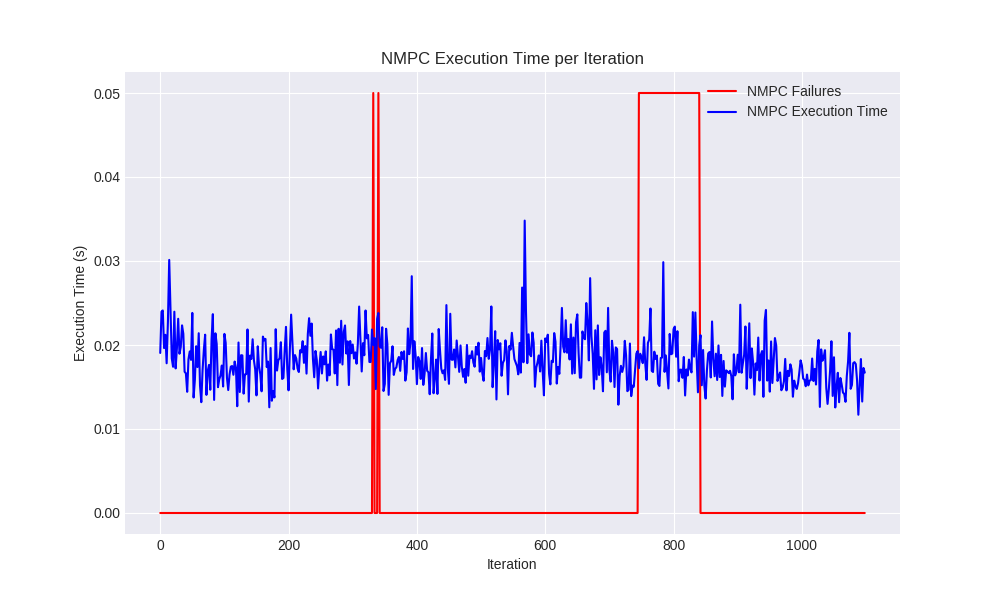 NMPC Execution Time per Iteration
NMPC Failures
NMPC Execution Time
Execution Time (s)
0.05
0.04
0.03
0.02
0.01
0.00
0 200 400 600 800 1000
Iteration